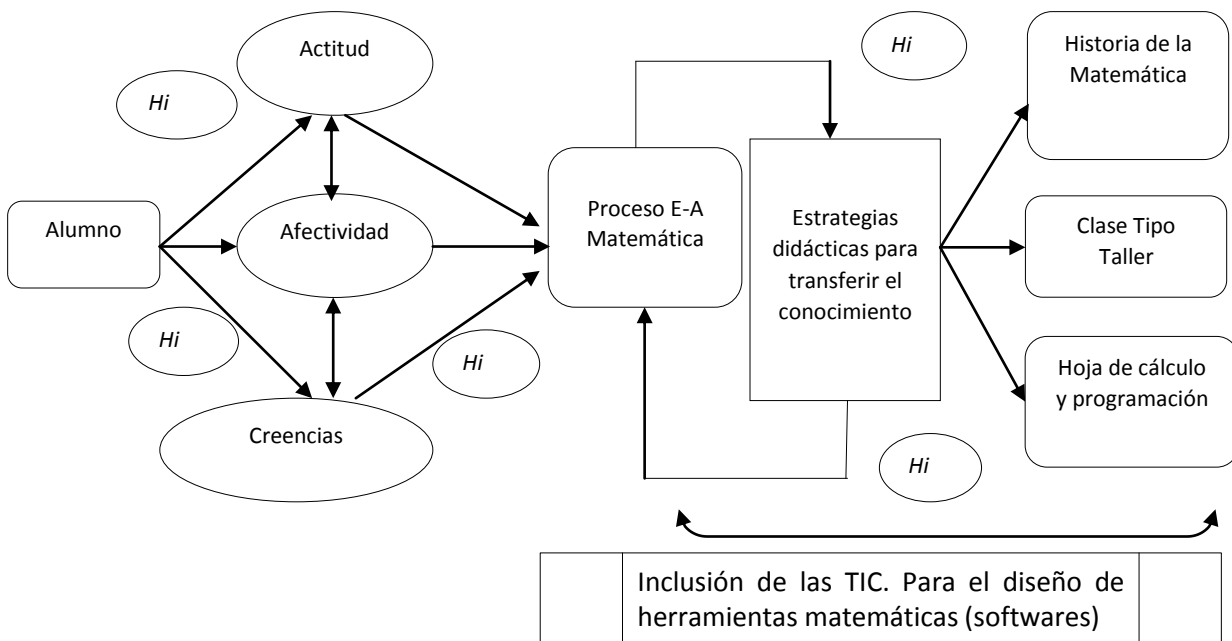 Actitud
Hi
Hi
Historia de la
Matemática
Alumno
Afectividad
Proceso E-A
Matemática
Estrategias
didácticas para
transferir el
conocimiento
Clase Tipo
Taller
Hi
Hi
Creencias
Hoja de cálculo
y programación
Hi
Inclusión de las TIC. Para el diseño de
herramientas matemáticas (softwares)